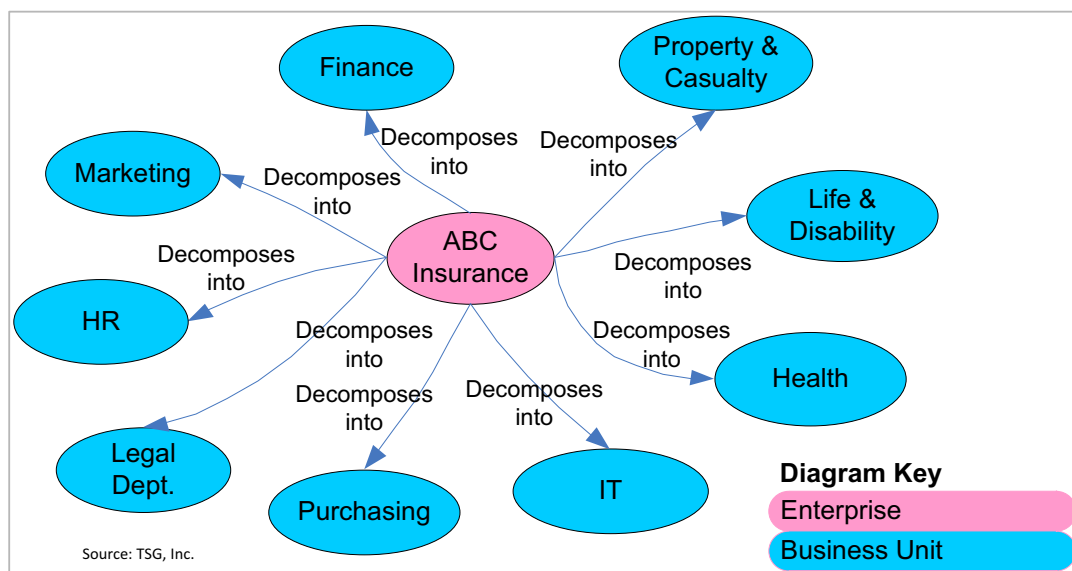 Finance
Property &
Casualty
Decomposes
into
Decomposes
into
Marketing
Decomposes
into
Life &
Disability
ABC
Insurance
Decomposes
into
Decomposes
into
HR
Decomposes
into
Decomposes
into
Health
Decomposes
into
Decomposes
into
Legal
Dept.
Purchasing
IT
Diagram Key
Enterprise
Business Unit
Source: TSG, Inc.